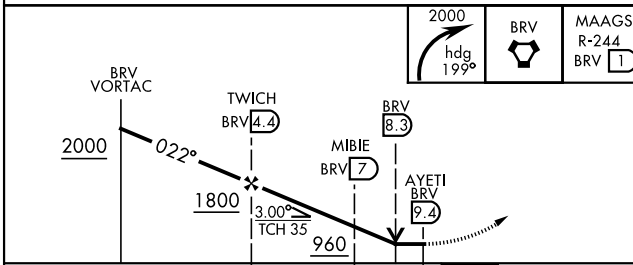 2000
hdg
199°
BRV
MAAGS
R-244
BRV 1
BRV
VORTAC
TWICH
BRV 4.4
BRV
8.3
MIBIE
BRV 7
AYETI
BRV
9.4
2000
022°
1800
3.00°
TCH 35
960